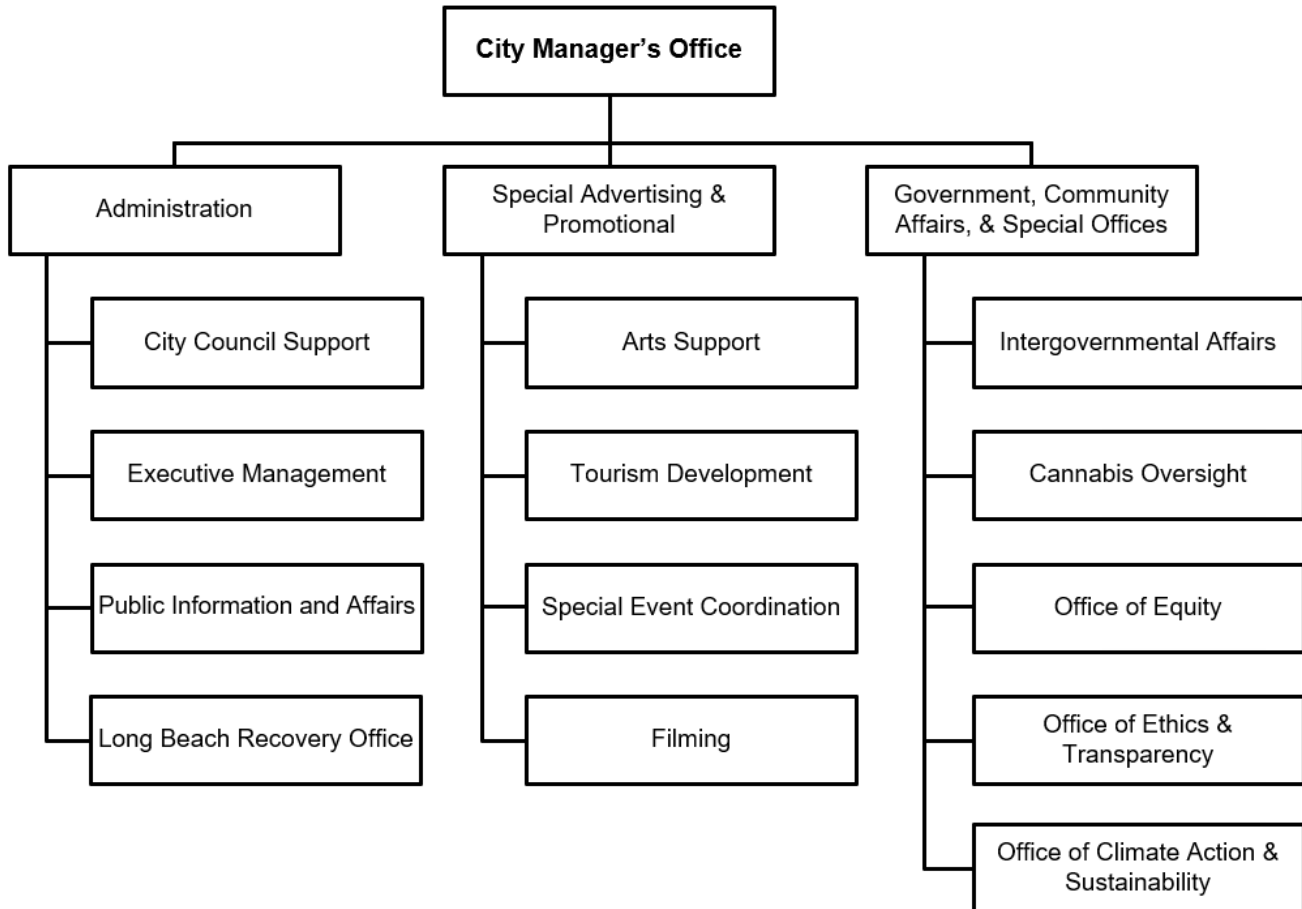 City Manager’s Office
Administration
Special Advertising &
Promotional
Government, Community
Affairs, & Special Offices
City Council Support
Arts Support
Intergovernmental Affairs
Executive Management
Tourism Development
Cannabis Oversight
Public Information and Affairs
Special Event Coordination
Office of Equity
Long Beach Recovery Office
Filming
Office of Ethics &
Transparency
Office of Climate Action &
Sustainability